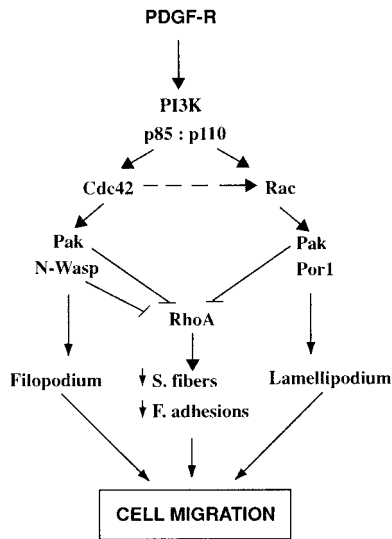 PDGF-R
PI3K
p85 : p110
Cdc42
Rac
Pak
N-Wasp
Pak
Por1
RhoA
Filopodium
S. fibers
F. adhesions
Lamellipodium
CELL MIGRATION